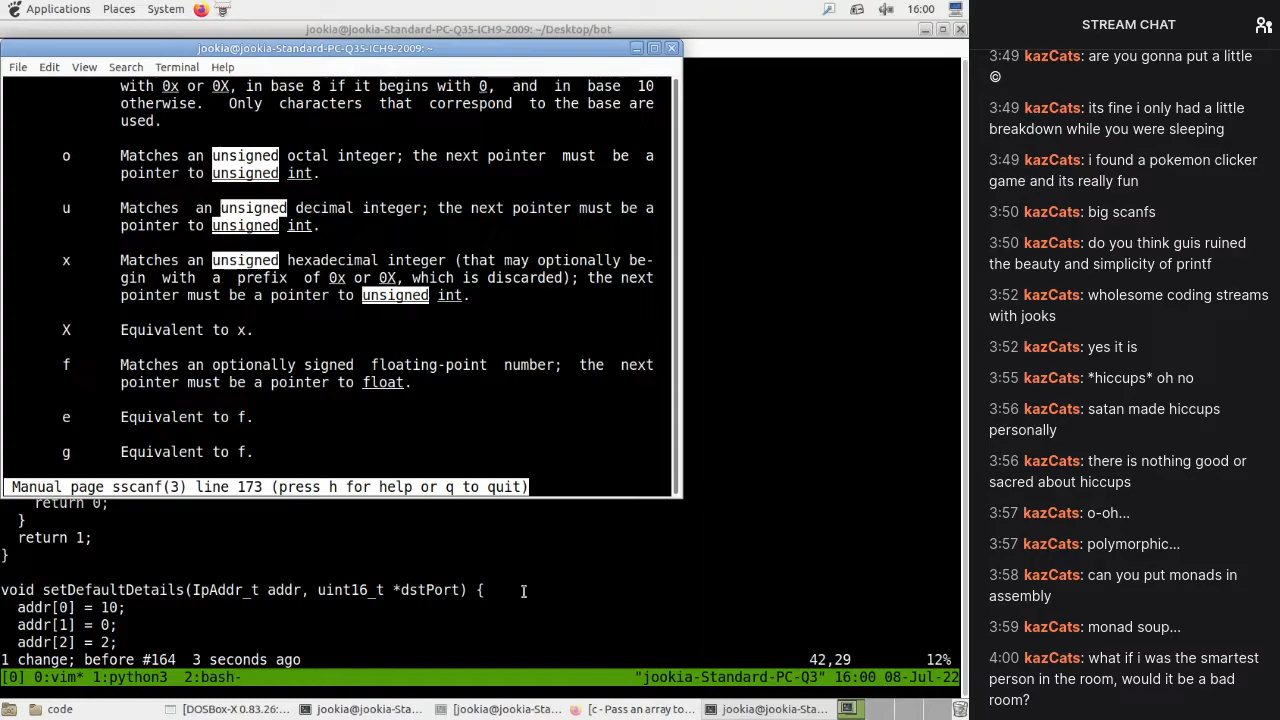 Applications Places System 16:00
jookia@jookia-Standard-PC-Q35-ICH9-2009: ~/Desktop/bot
jookia@jookia-Standard-PC-Q35-ICH9-2009: ~
File Edit View Search Terminal Help
with 0x or 0X, in base 8 if it begins with 0, and in base 10
otherwise. Only characters that correspond to the base are
used.
o Matches an unsigned octal integer; the next pointer must be a
pointer to unsigned int.
u Matches an unsigned decimal integer; the next pointer must be a
pointer to unsigned int.
x Matches an unsigned hexadecimal integer (that may optionally be-
gin with a prefix of 0x or 0X, which is discarded); the next
pointer must be a pointer to unsigned int.
X Equivalent to x.
f Matches an optionally signed floating-point number; the next
pointer must be a pointer to float.
e Equivalent to f.
g Equivalent to f.
Manual page sscanf(3) line 173 (press h for help or q to quit)
return 0;
}
return 1;
}
void setDefaultDetails(IpAddr_t addr, uint16_t *dstPort) {
addr[0] = 10;
addr[1] = 0;
addr[2] = 2;
1 change; before #164 3 seconds ago 42,29 12%
[0] 0:vim* 1:python3 2:bash- "jookia-Standard-PC-Q3" 16:00 08-Jul-22
code [DOSBox-X 0.83.20:... jookia@jookia-Sta... [jookia@jookia-Sta... [c - Pass an array to... jookia@jookia-Sta...
STREAM CHAT
3:49 kazCats: are you gonna put a little
©
3:49 kazCats: its fine i only had a little
breakdown while you were sleeping
3:49 kazCats: i found a pokemon clicker
game and its really fun
3:50 kazCats: big scanfs
3:50 kazCats: do you think guis ruined
the beauty and simplicity of printf
3:52 kazCats: wholesome coding streams
with jooks
3:52 kazCats: yes it is
3:55 kazCats: *hiccups* oh no
3:56 kazCats: satan made hiccups
personally
3:56 kazCats: there is nothing good or
sacred about hiccups
3:57 kazCats: o-oh...
3:57 kazCats: polymorphic...
3:58 kazCats: can you put monads in
assembly
3:59 kazCats: monad soup...
4:00 kazCats: what if i was the smartest
person in the room, would it be a bad
room?